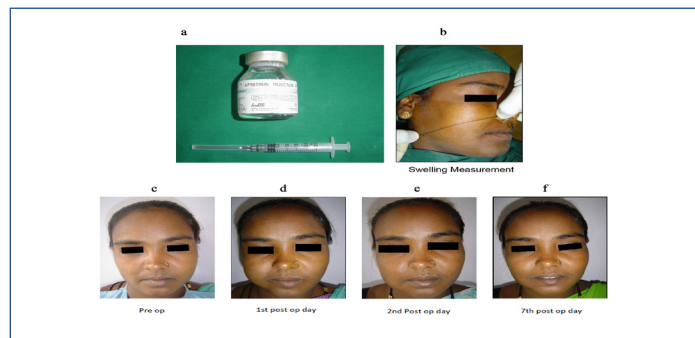 a
b
Swelling Measurement
c
d
e
f
Pre op
1st post op day
2nd Post op day
7th post op day